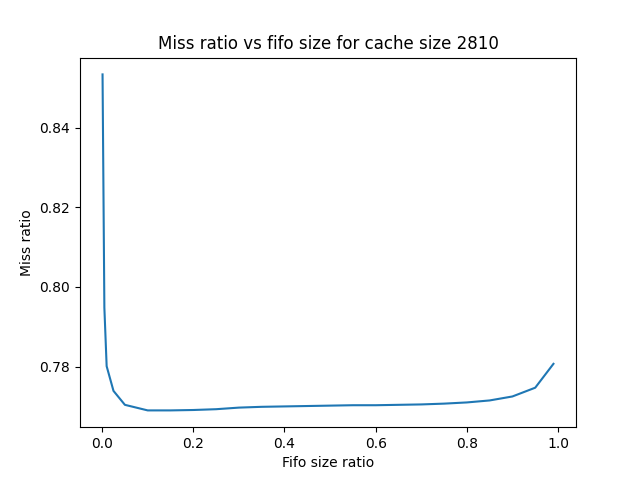 Miss ratio vs fifo size for cache size 2810
0.84
0.82
0.80
0.78
Miss ratio
0.0 0.2 0.4 0.6 0.8 1.0
Fifo size ratio